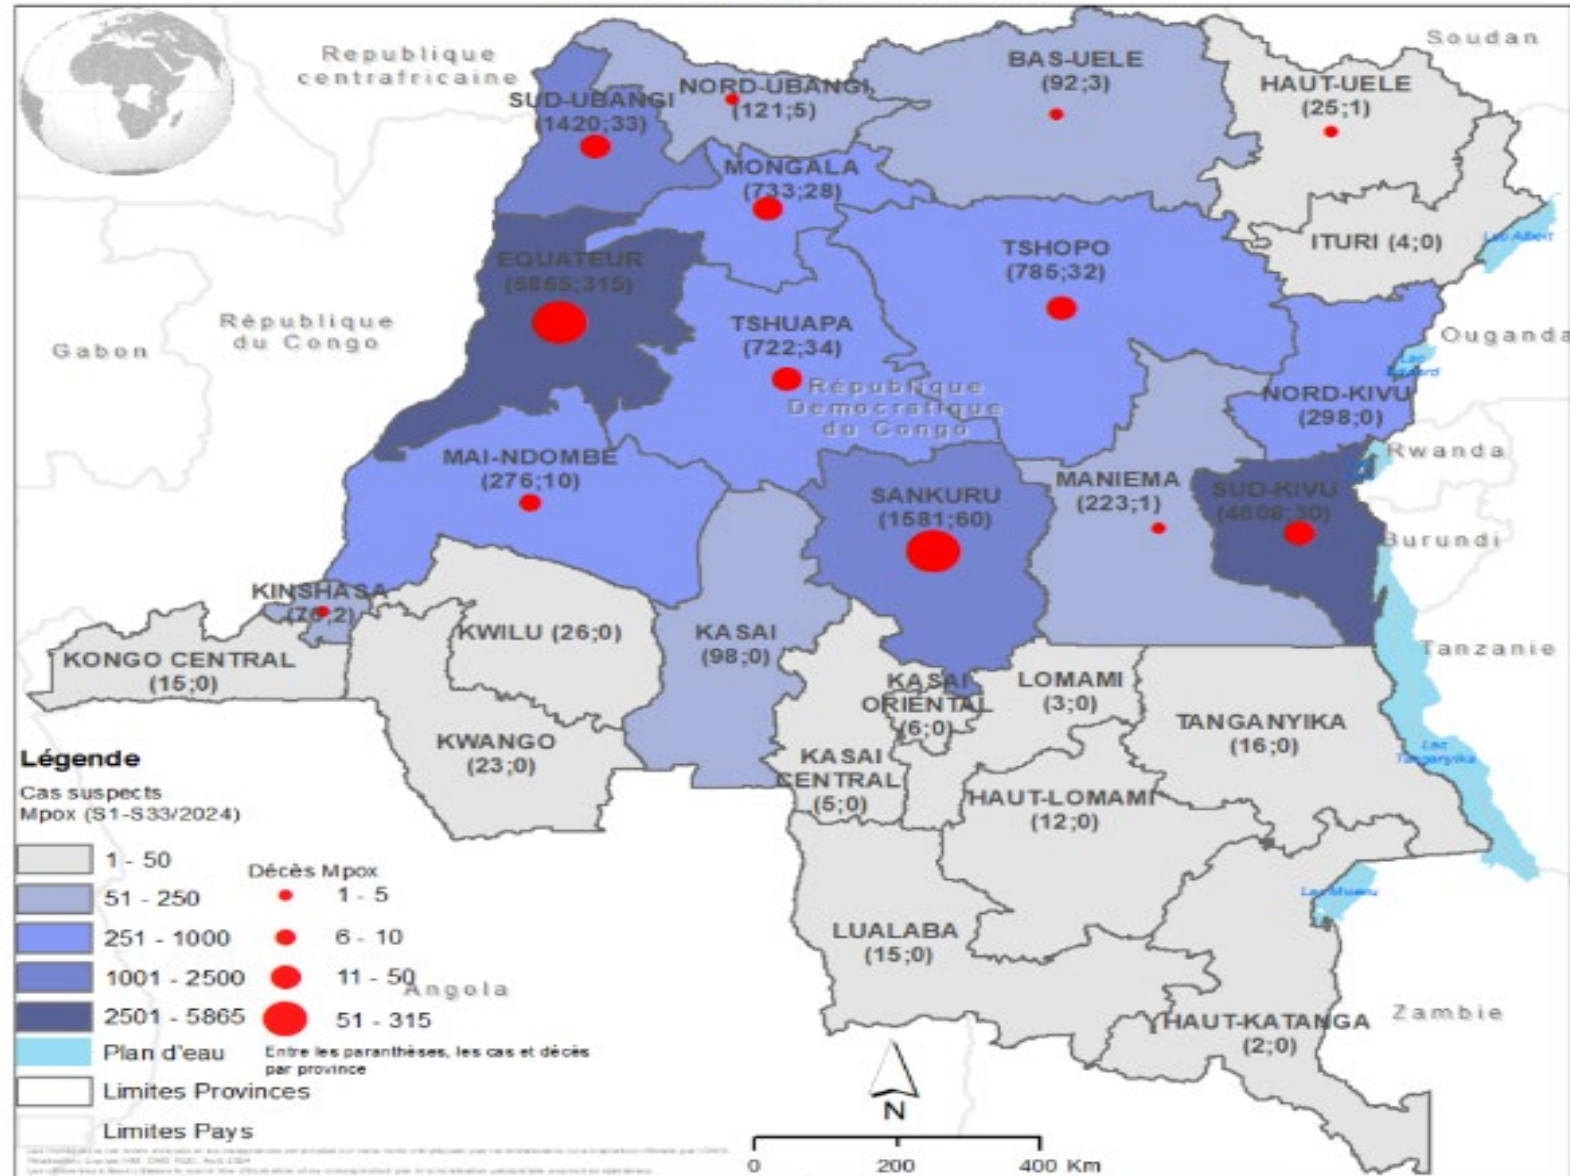 Soudan
Republique
centrafricaine
BAS-UELE
(92;3)
HAUT-UELE
(25;1)
NORD-UBANGI
(121;5)
SUD-UBANGI
(1420;33)
MONGALA
(733;28)
ITURI (4;0)
Lac Albert
EQUATEUR
(5865;315)
TSHOPO
(785;32)
République
du Congo
Gabon
TSHUAPA
(722;34)
Ouganda
Lac
Edouard
République
Democratique
du Congo
NORD-KIVU
(298;0)
Rwanda
MAI-NDOMBE
(276;10)
SANKURU
(1581;60)
MANIEMA
(223;1)
SUD-KIVU
(4608;30)
Burundi
KINSHASA
(76;2)
KWILU (26;0)
KASAI
(98;0)
Tanzanie
KONGO CENTRAL
(15;0)
KASAI
ORIENTAL
(6;0)
LOMAMI
(3;0)
TANGANYIKA
(16;0)
KWANGO
(23;0)
KASAI
CENTRAL
(5;0)
Lac
Tanganyika
HAUT-LOMAMI
(12;0)
Lac Mweru
LUALABA
(15;0)
Angola
Zambie
HAUT-KATANGA
(2;0)
Légende
Cas suspects
Mpox (S1-S33/2024)
1 - 50
51 - 250
251 - 1000
1001 - 2500
2501 - 5865
Plan d'eau
Limites Provinces
Limites Pays
Décès Mpox
1 - 5
6 - 10
11 - 50
51 - 315
Entre les paranthèses, les cas et décès
par province
N
0 200 400 Km